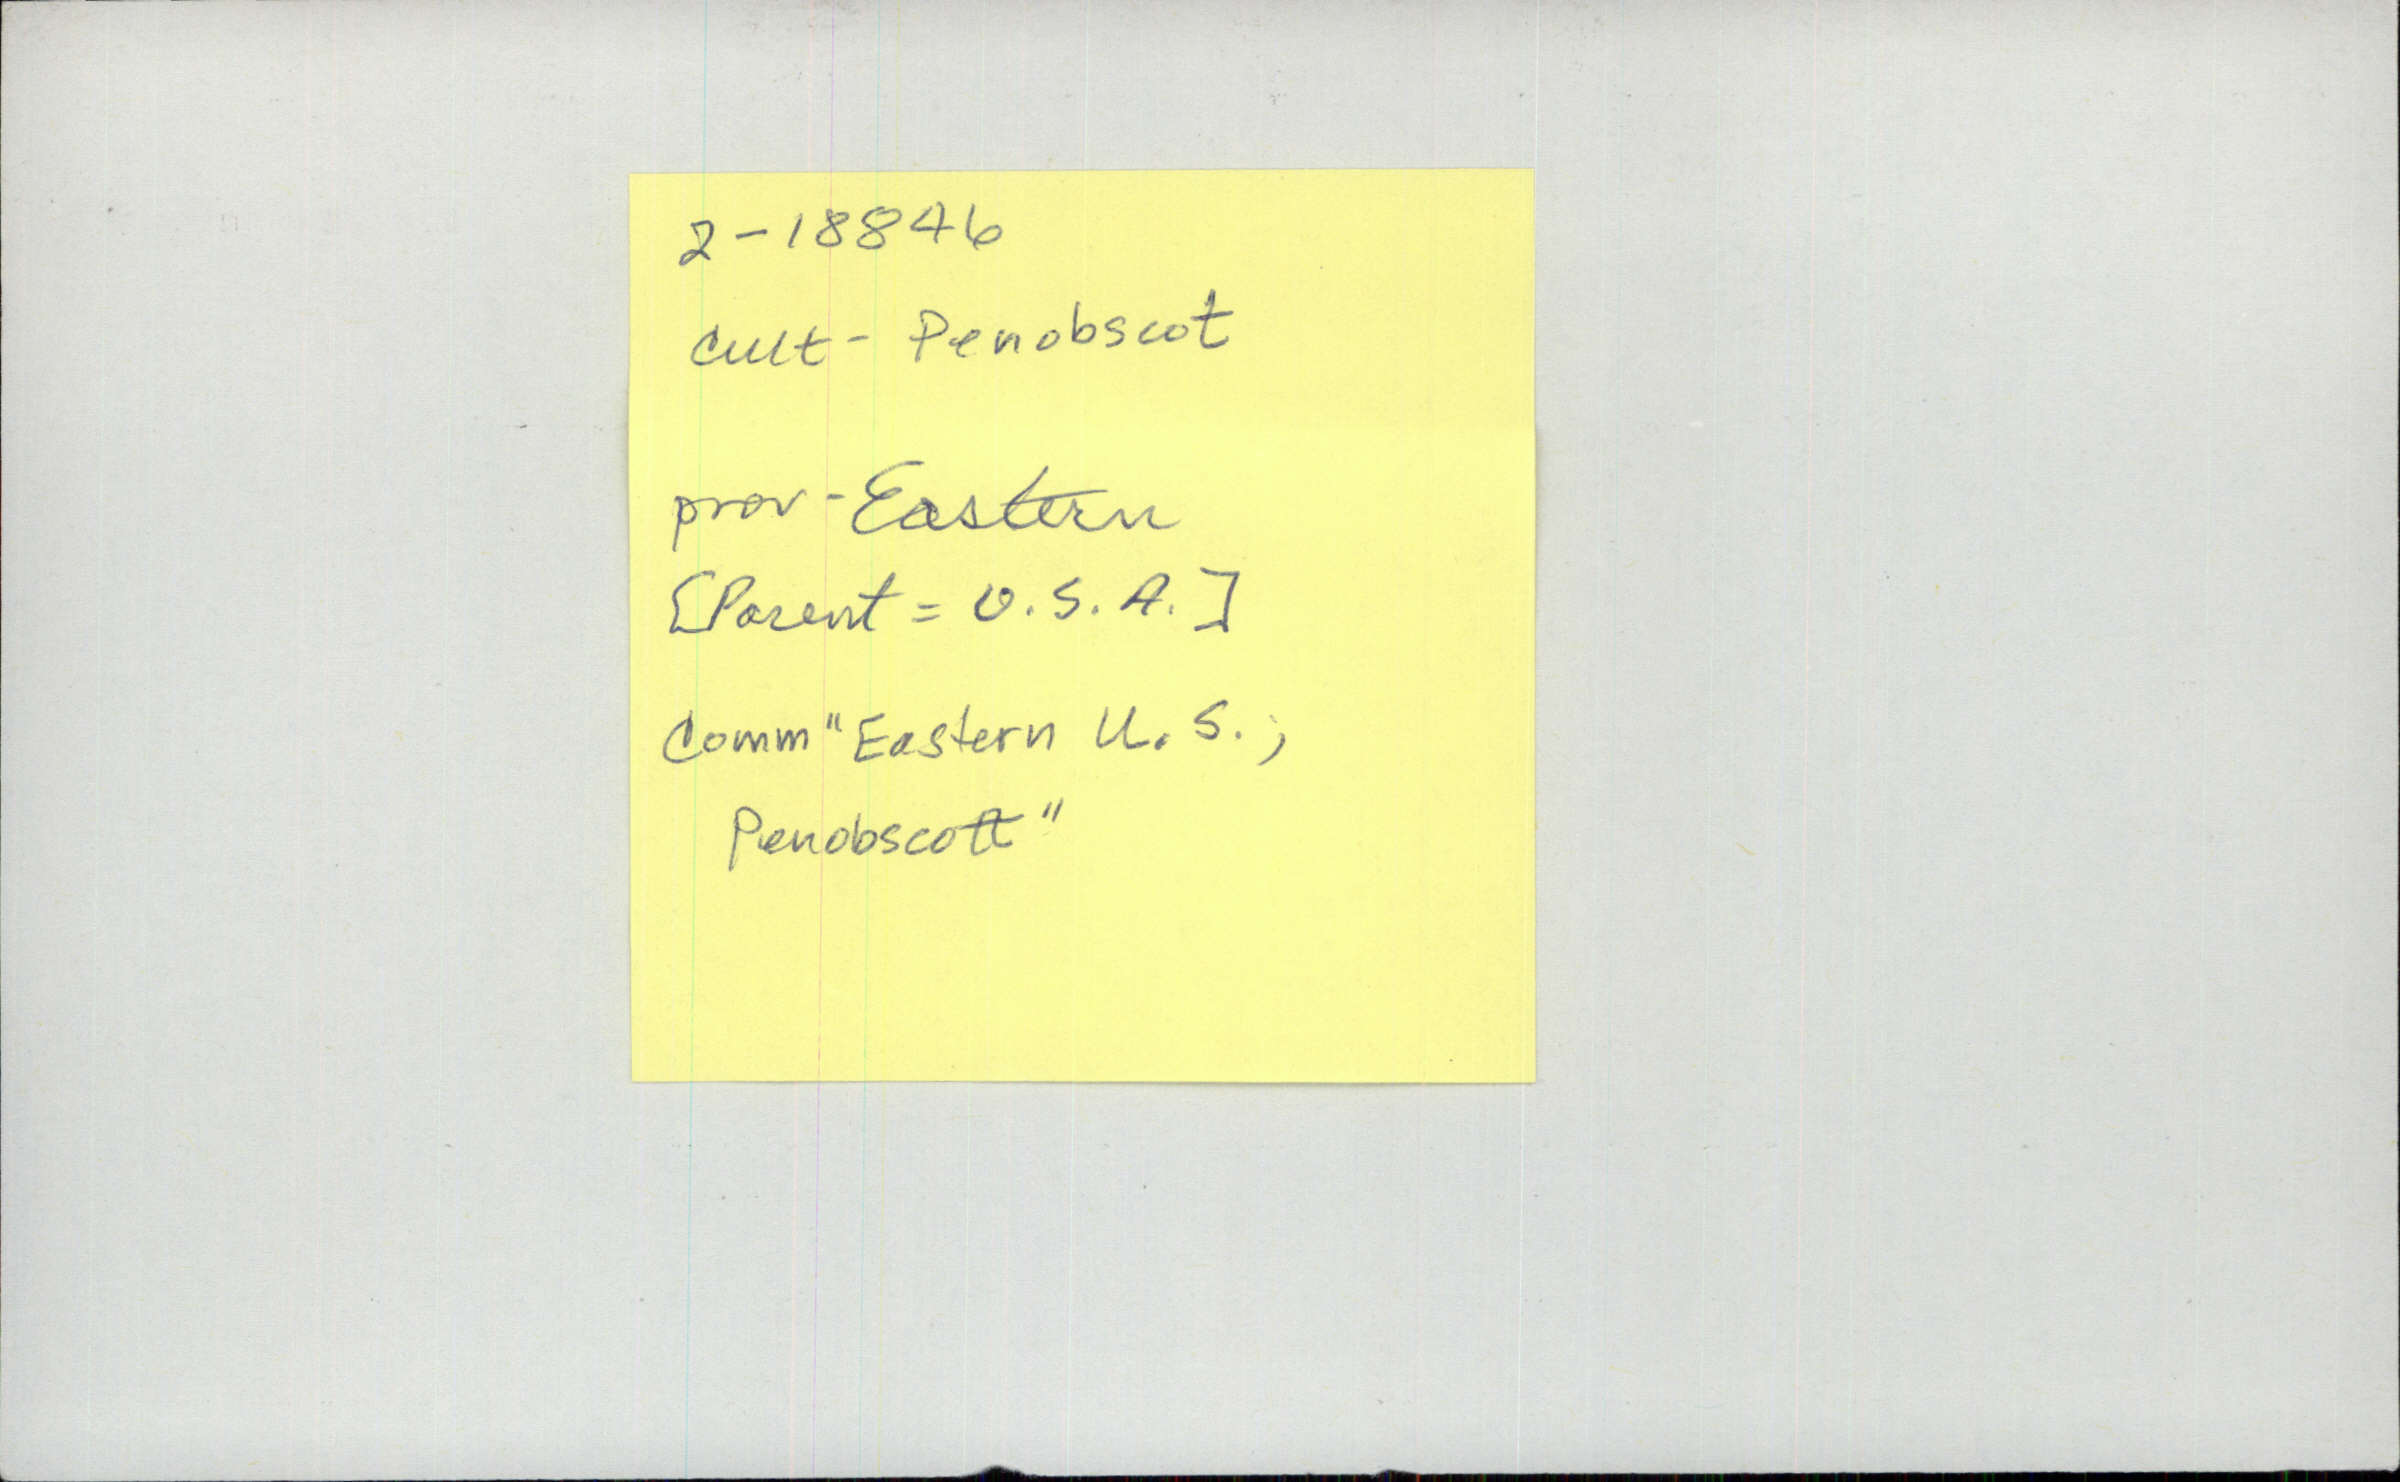 2-18846
Cult- Penobscot
prov- Eastern
[Parent = U.S.A.]
Comm "Eastern U.S.;
Penobscott"